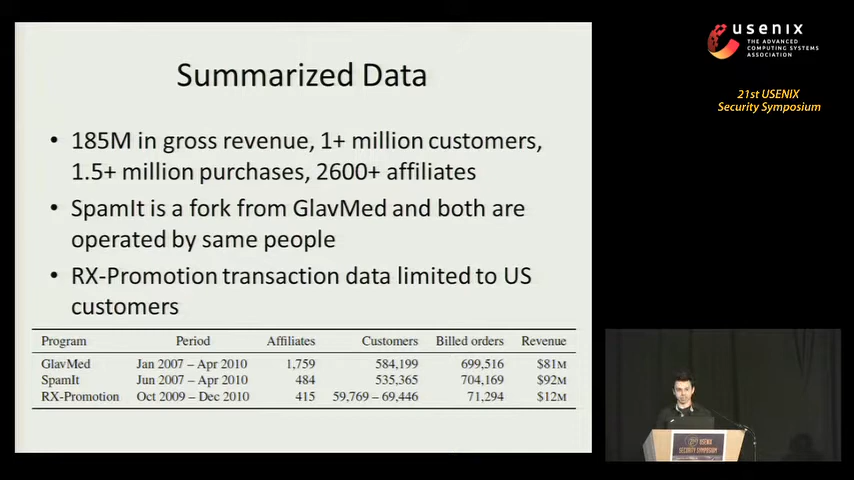 usenix
THE ADVANCED
COMPUTING SYSTEMS
ASSOCIATION
21st USENIX
Security Symposium
Summarized Data
• 185M in gross revenue, 1+ million customers,
1.5+ million purchases, 2600+ affiliates
• SpamIt is a fork from GlavMed and both are
operated by same people
• RX-Promotion transaction data limited to US
customers
Program Period Affiliates Customers Billed orders Revenue
GlavMed Jan 2007 – Apr 2010 1,759 584,199 699,516 $81M
SpamIt Jun 2007 – Apr 2010 484 535,365 704,169 $92M
RX-Promotion Oct 2009 – Dec 2010 415 59,769 – 69,446 71,294 $12M
USENIX
SECURITY SYMPOSIUM